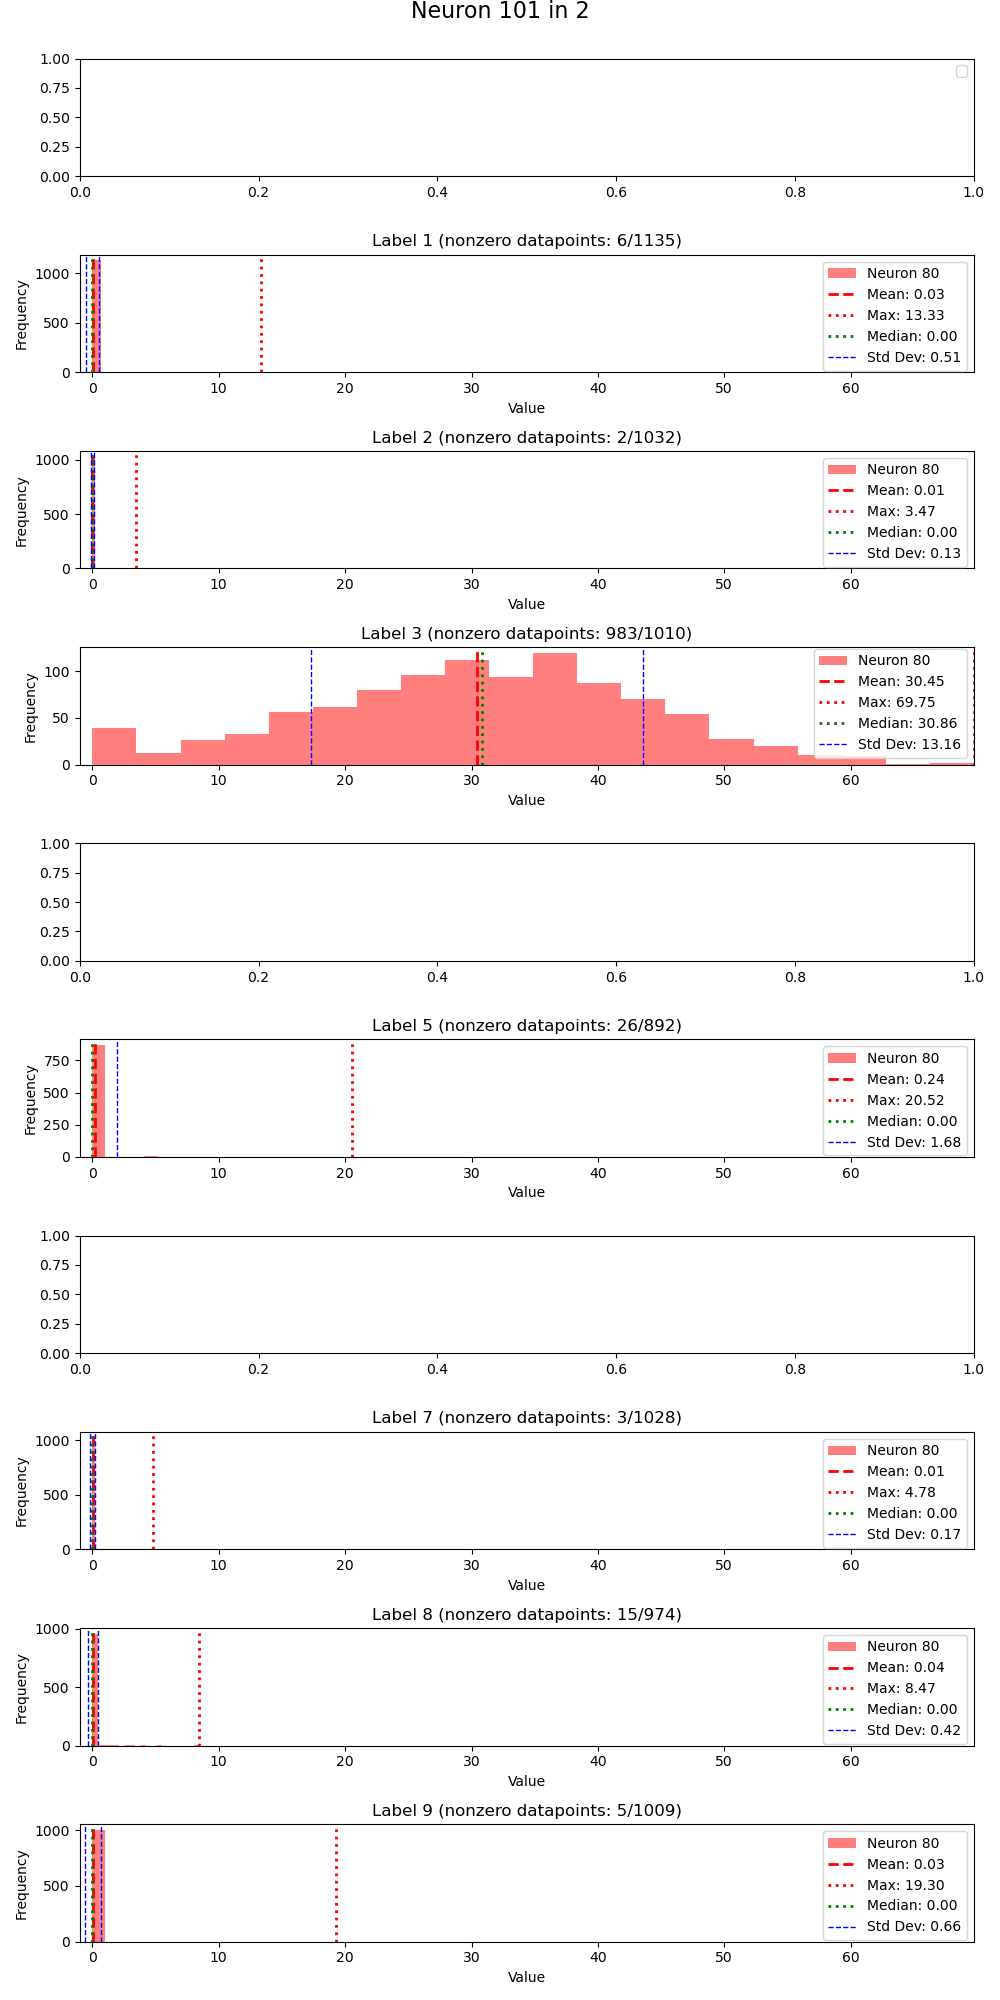 Neuron 101 in 2
1.00
0.75
0.50
0.25
0.00
0.0 0.2 0.4 0.6 0.8 1.0
Label 1 (nonzero datapoints: 6/1135)
Frequency
1000
500
0
Neuron 80
Mean: 0.03
Max: 13.33
Median: 0.00
Std Dev: 0.51
0 10 20 30 40 50 60
Value
Label 2 (nonzero datapoints: 2/1032)
Frequency
1000
500
0
Neuron 80
Mean: 0.01
Max: 3.47
Median: 0.00
Std Dev: 0.13
0 10 20 30 40 50 60
Value
Label 3 (nonzero datapoints: 983/1010)
Frequency
100
50
0
Neuron 80
Mean: 30.45
Max: 69.75
Median: 30.86
Std Dev: 13.16
0 10 20 30 40 50 60
Value
1.00
0.75
0.50
0.25
0.00
0.0 0.2 0.4 0.6 0.8 1.0
Label 5 (nonzero datapoints: 26/892)
Frequency
750
500
250
0
Neuron 80
Mean: 0.24
Max: 20.52
Median: 0.00
Std Dev: 1.68
0 10 20 30 40 50 60
Value
1.00
0.75
0.50
0.25
0.00
0.0 0.2 0.4 0.6 0.8 1.0
Label 7 (nonzero datapoints: 3/1028)
Frequency
1000
500
0
Neuron 80
Mean: 0.01
Max: 4.78
Median: 0.00
Std Dev: 0.17
0 10 20 30 40 50 60
Value
Label 8 (nonzero datapoints: 15/974)
Frequency
1000
500
0
Neuron 80
Mean: 0.04
Max: 8.47
Median: 0.00
Std Dev: 0.42
0 10 20 30 40 50 60
Value
Label 9 (nonzero datapoints: 5/1009)
Frequency
1000
500
0
Neuron 80
Mean: 0.03
Max: 19.30
Median: 0.00
Std Dev: 0.66
0 10 20 30 40 50 60
Value